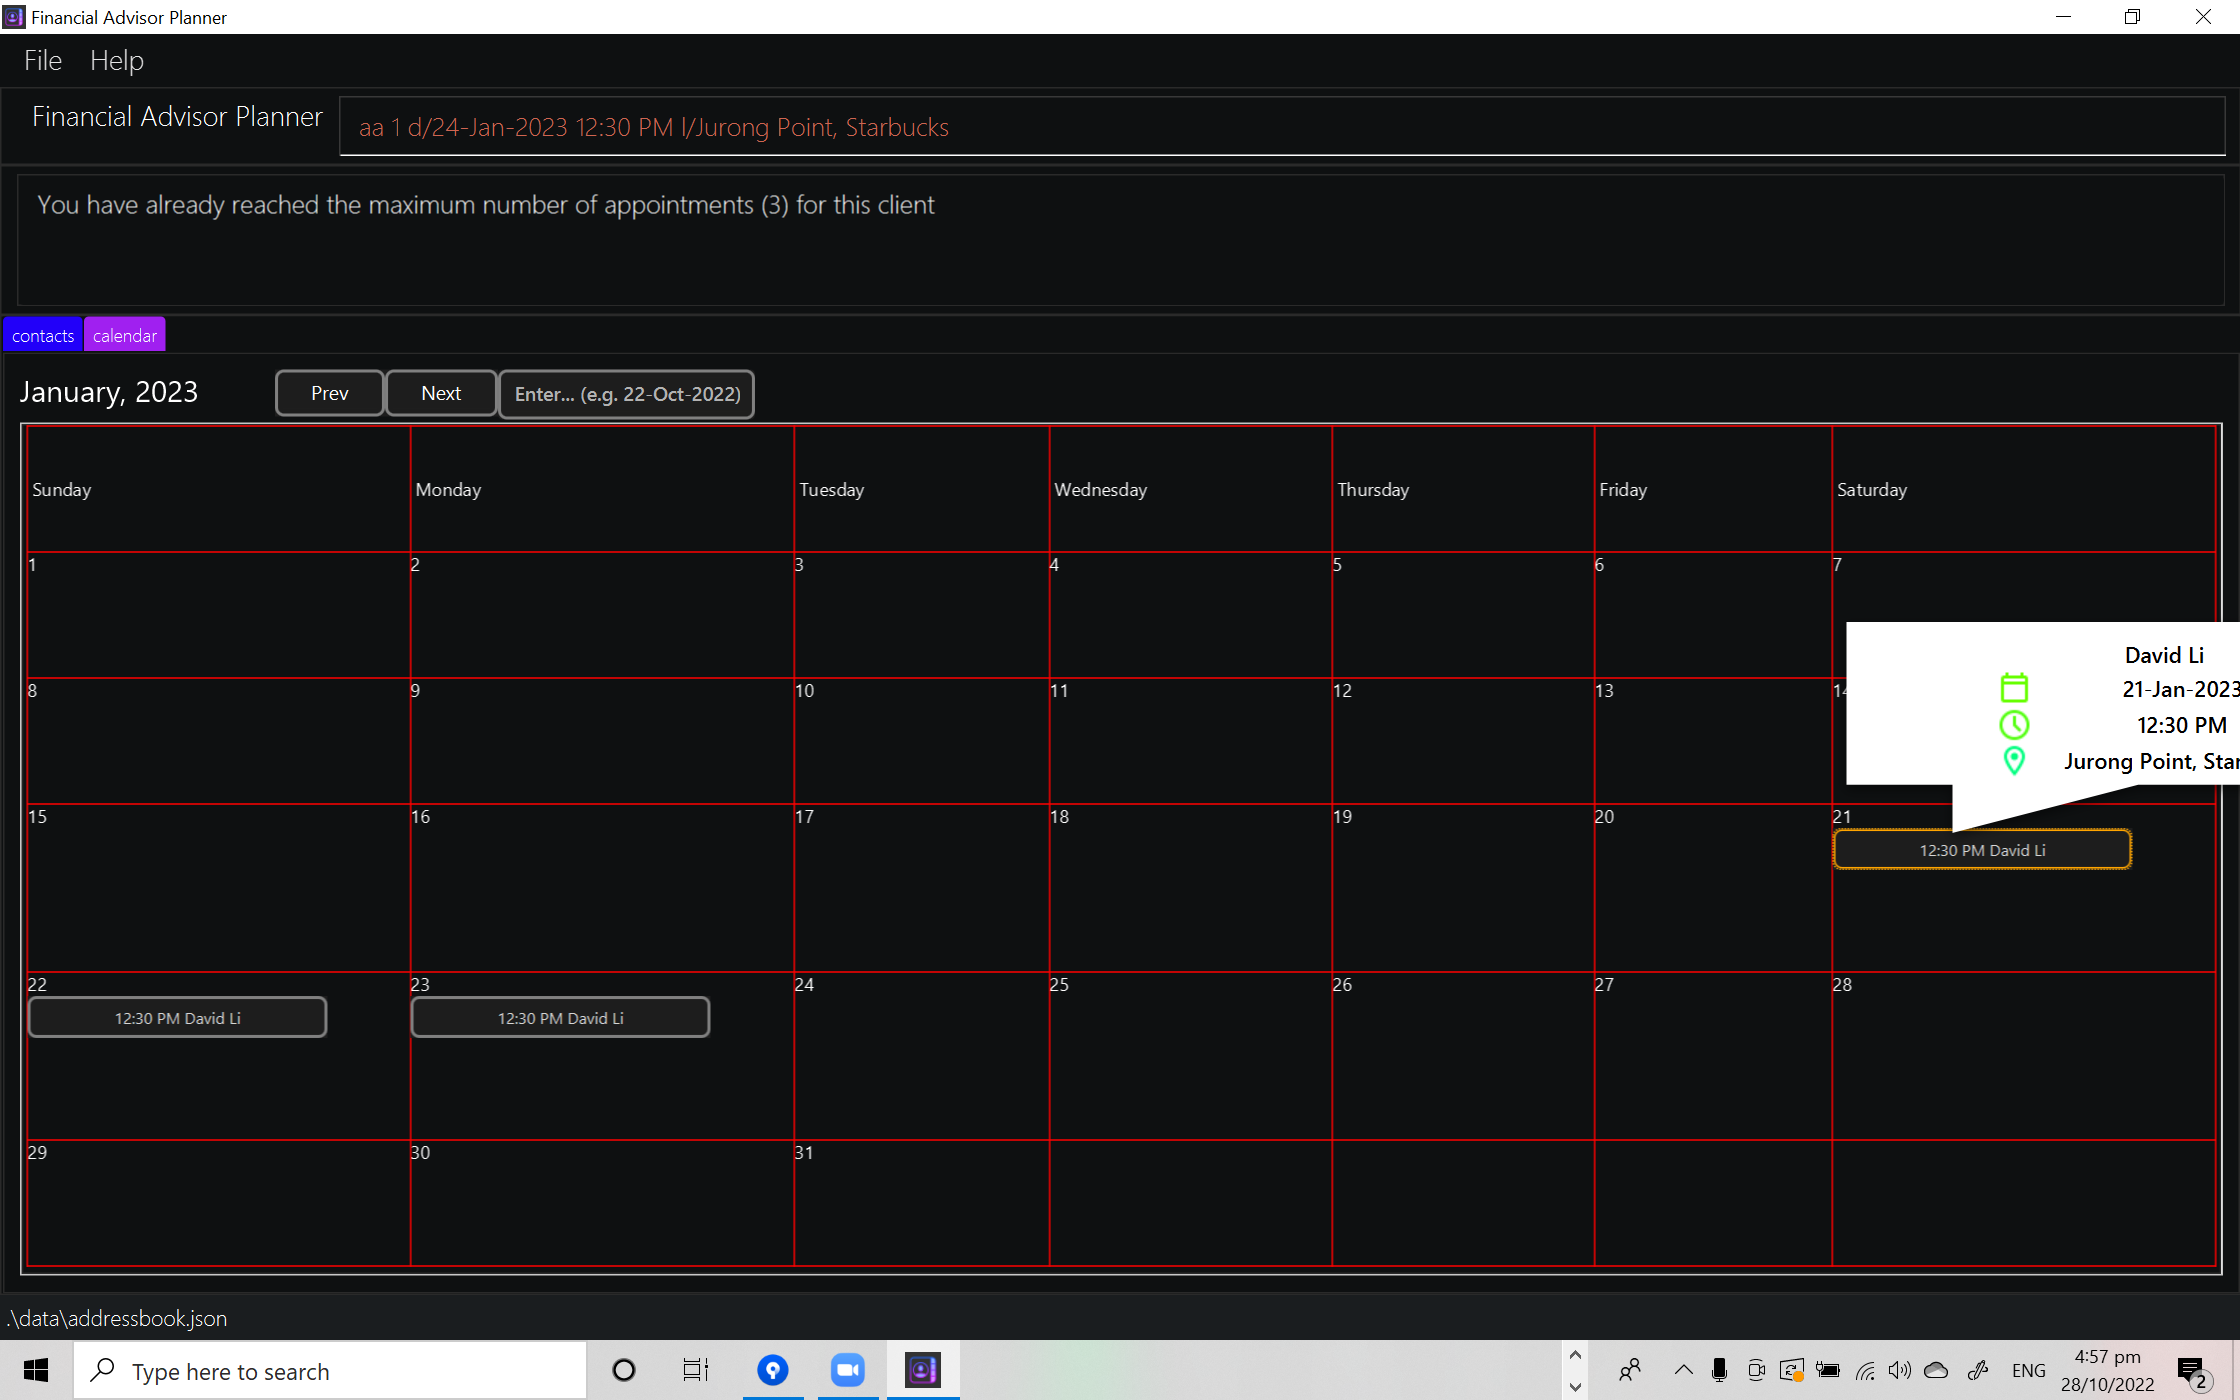 Financial Advisor Planner
File Help
Financial Advisor Planner
aa 1 d/24-Jan-2023 12:30 PM l/Jurong Point, Starbucks
You have already reached the maximum number of appointments (3) for this client
contacts calendar
January, 2023 Prev Next Enter... (e.g. 22-Oct-2022)
Sunday Monday Tuesday Wednesday Thursday Friday Saturday
1 2 3 4 5 6 7
David Li
21-Jan-2023
12:30 PM
Jurong Point, Star
8 9 10 11 12 13 14
15 16 17 18 19 20 21
12:30 PM David Li
22 23 24 25 26 27 28
12:30 PM David Li 12:30 PM David Li
29 30 31
.\data\addressbook.json
Type here to search
ENG
4:57 pm
28/10/2022
2